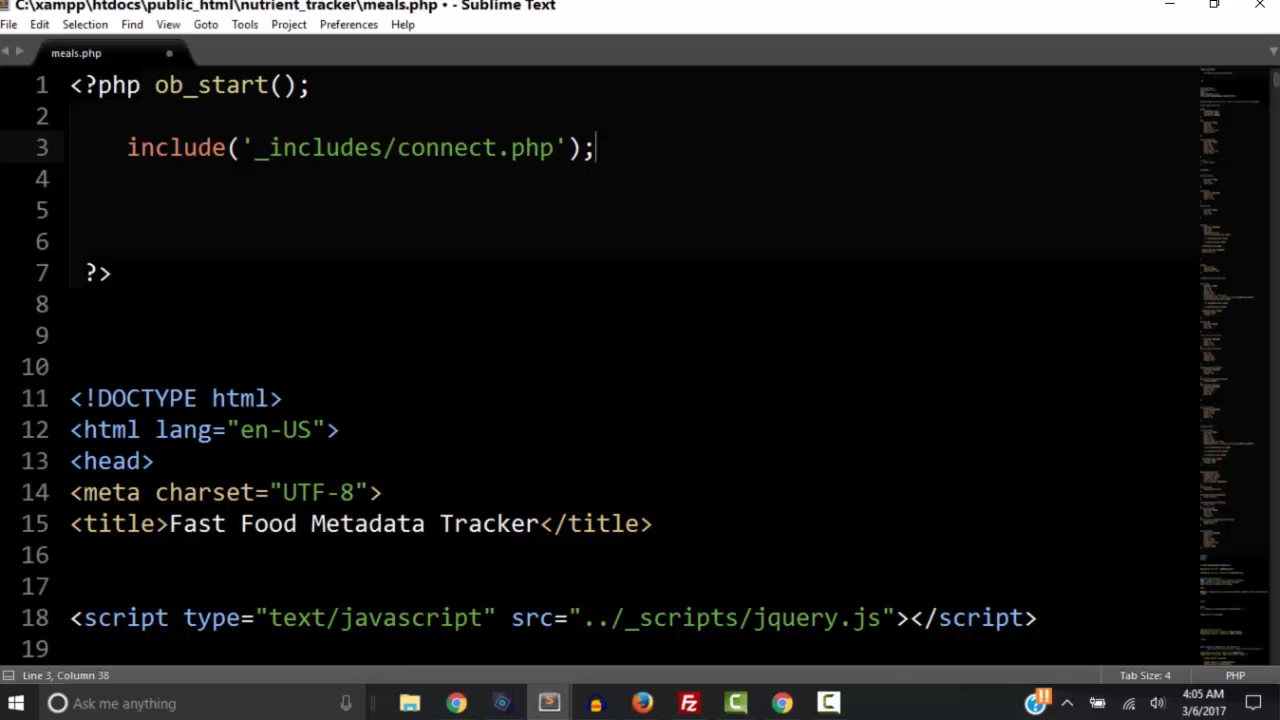 C:\xampp\htdocs\public_html\nutrient_tracker\meals.php • - Sublime Text
File Edit Selection Find View Goto Tools Project Preferences Help
meals.php
1 <?php ob_start();
2
3 include('_includes/connect.php');
4
5
6
7 ?>
8
9
10
11 <!DOCTYPE html>
12 <html lang="en-US">
13 <head>
14 <meta charset="UTF-8">
15 <title>Fast Food Metadata Tracker</title>
16
17
18 <script type="text/javascript" src="../_scripts/jquery.js"></script>
19
Line 3, Column 38 Tab Size: 4 PHP
Ask me anything
4:05 AM
3/6/2017